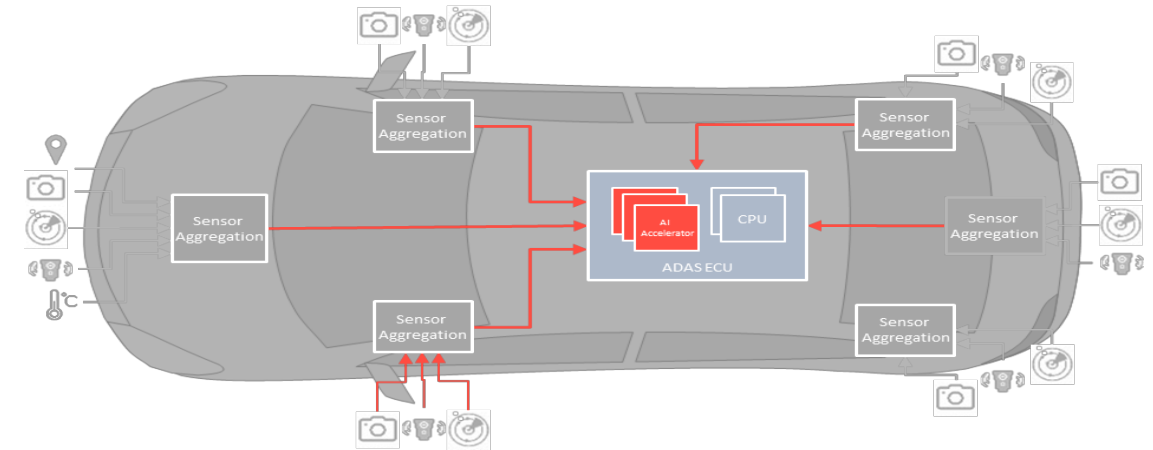 Sensor
Aggregation
Sensor
Aggregation
Sensor
Aggregation
Sensor
Aggregation
AI
Accelerator
CPU
ADAS ECU
°C
Sensor
Aggregation
Sensor
Aggregation